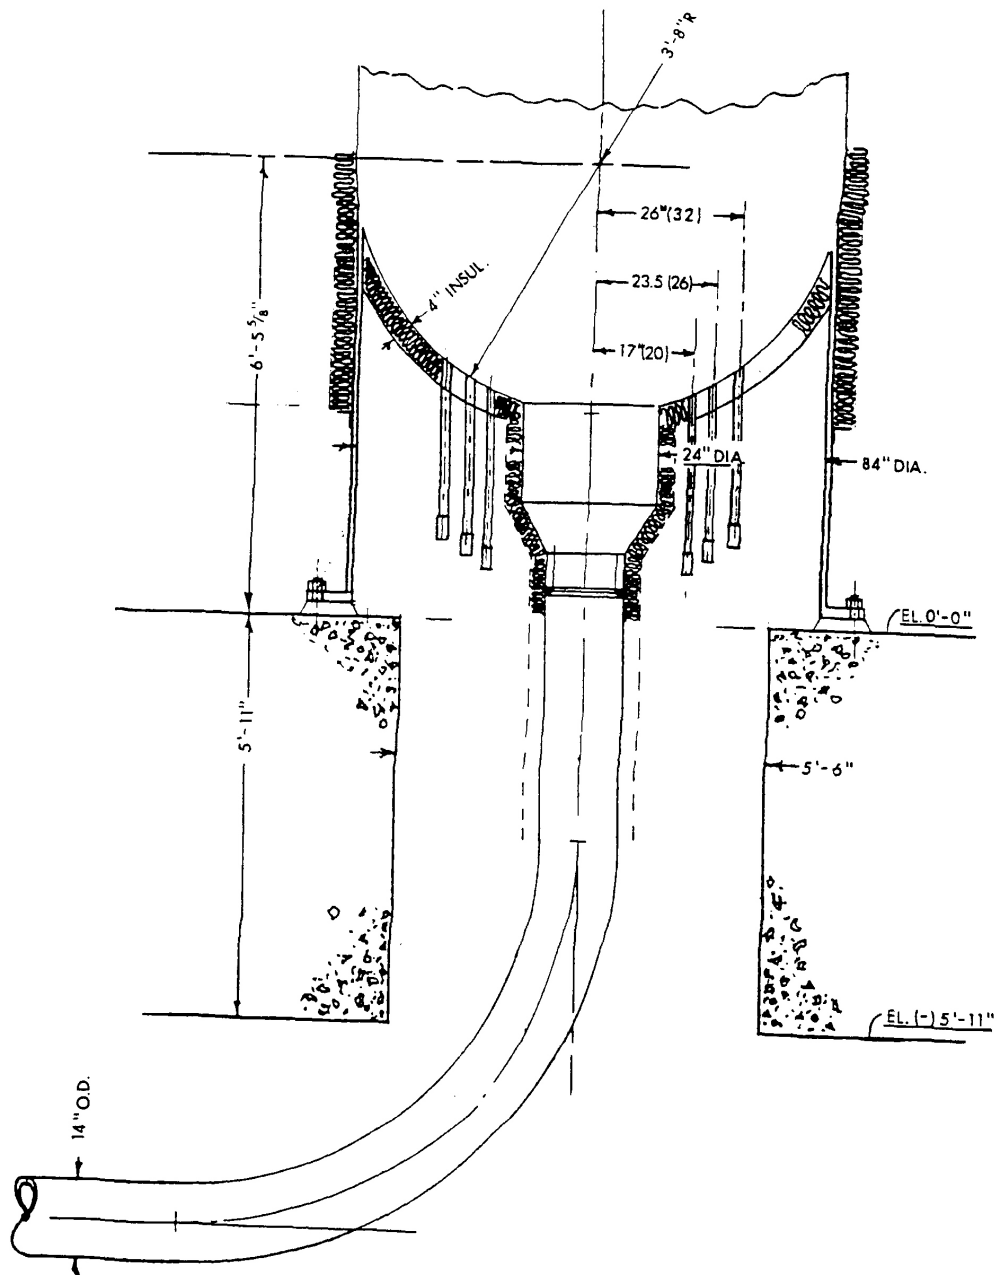 3'-8"R
26"(32)
23.5(26)
17"(20)
4" INSUL.
6'-5 5/8"
24" DIA
84" DIA.
EL. 0'-0"
5'-11"
5'-6"
EL. (-) 5'-11"
14" O.D.